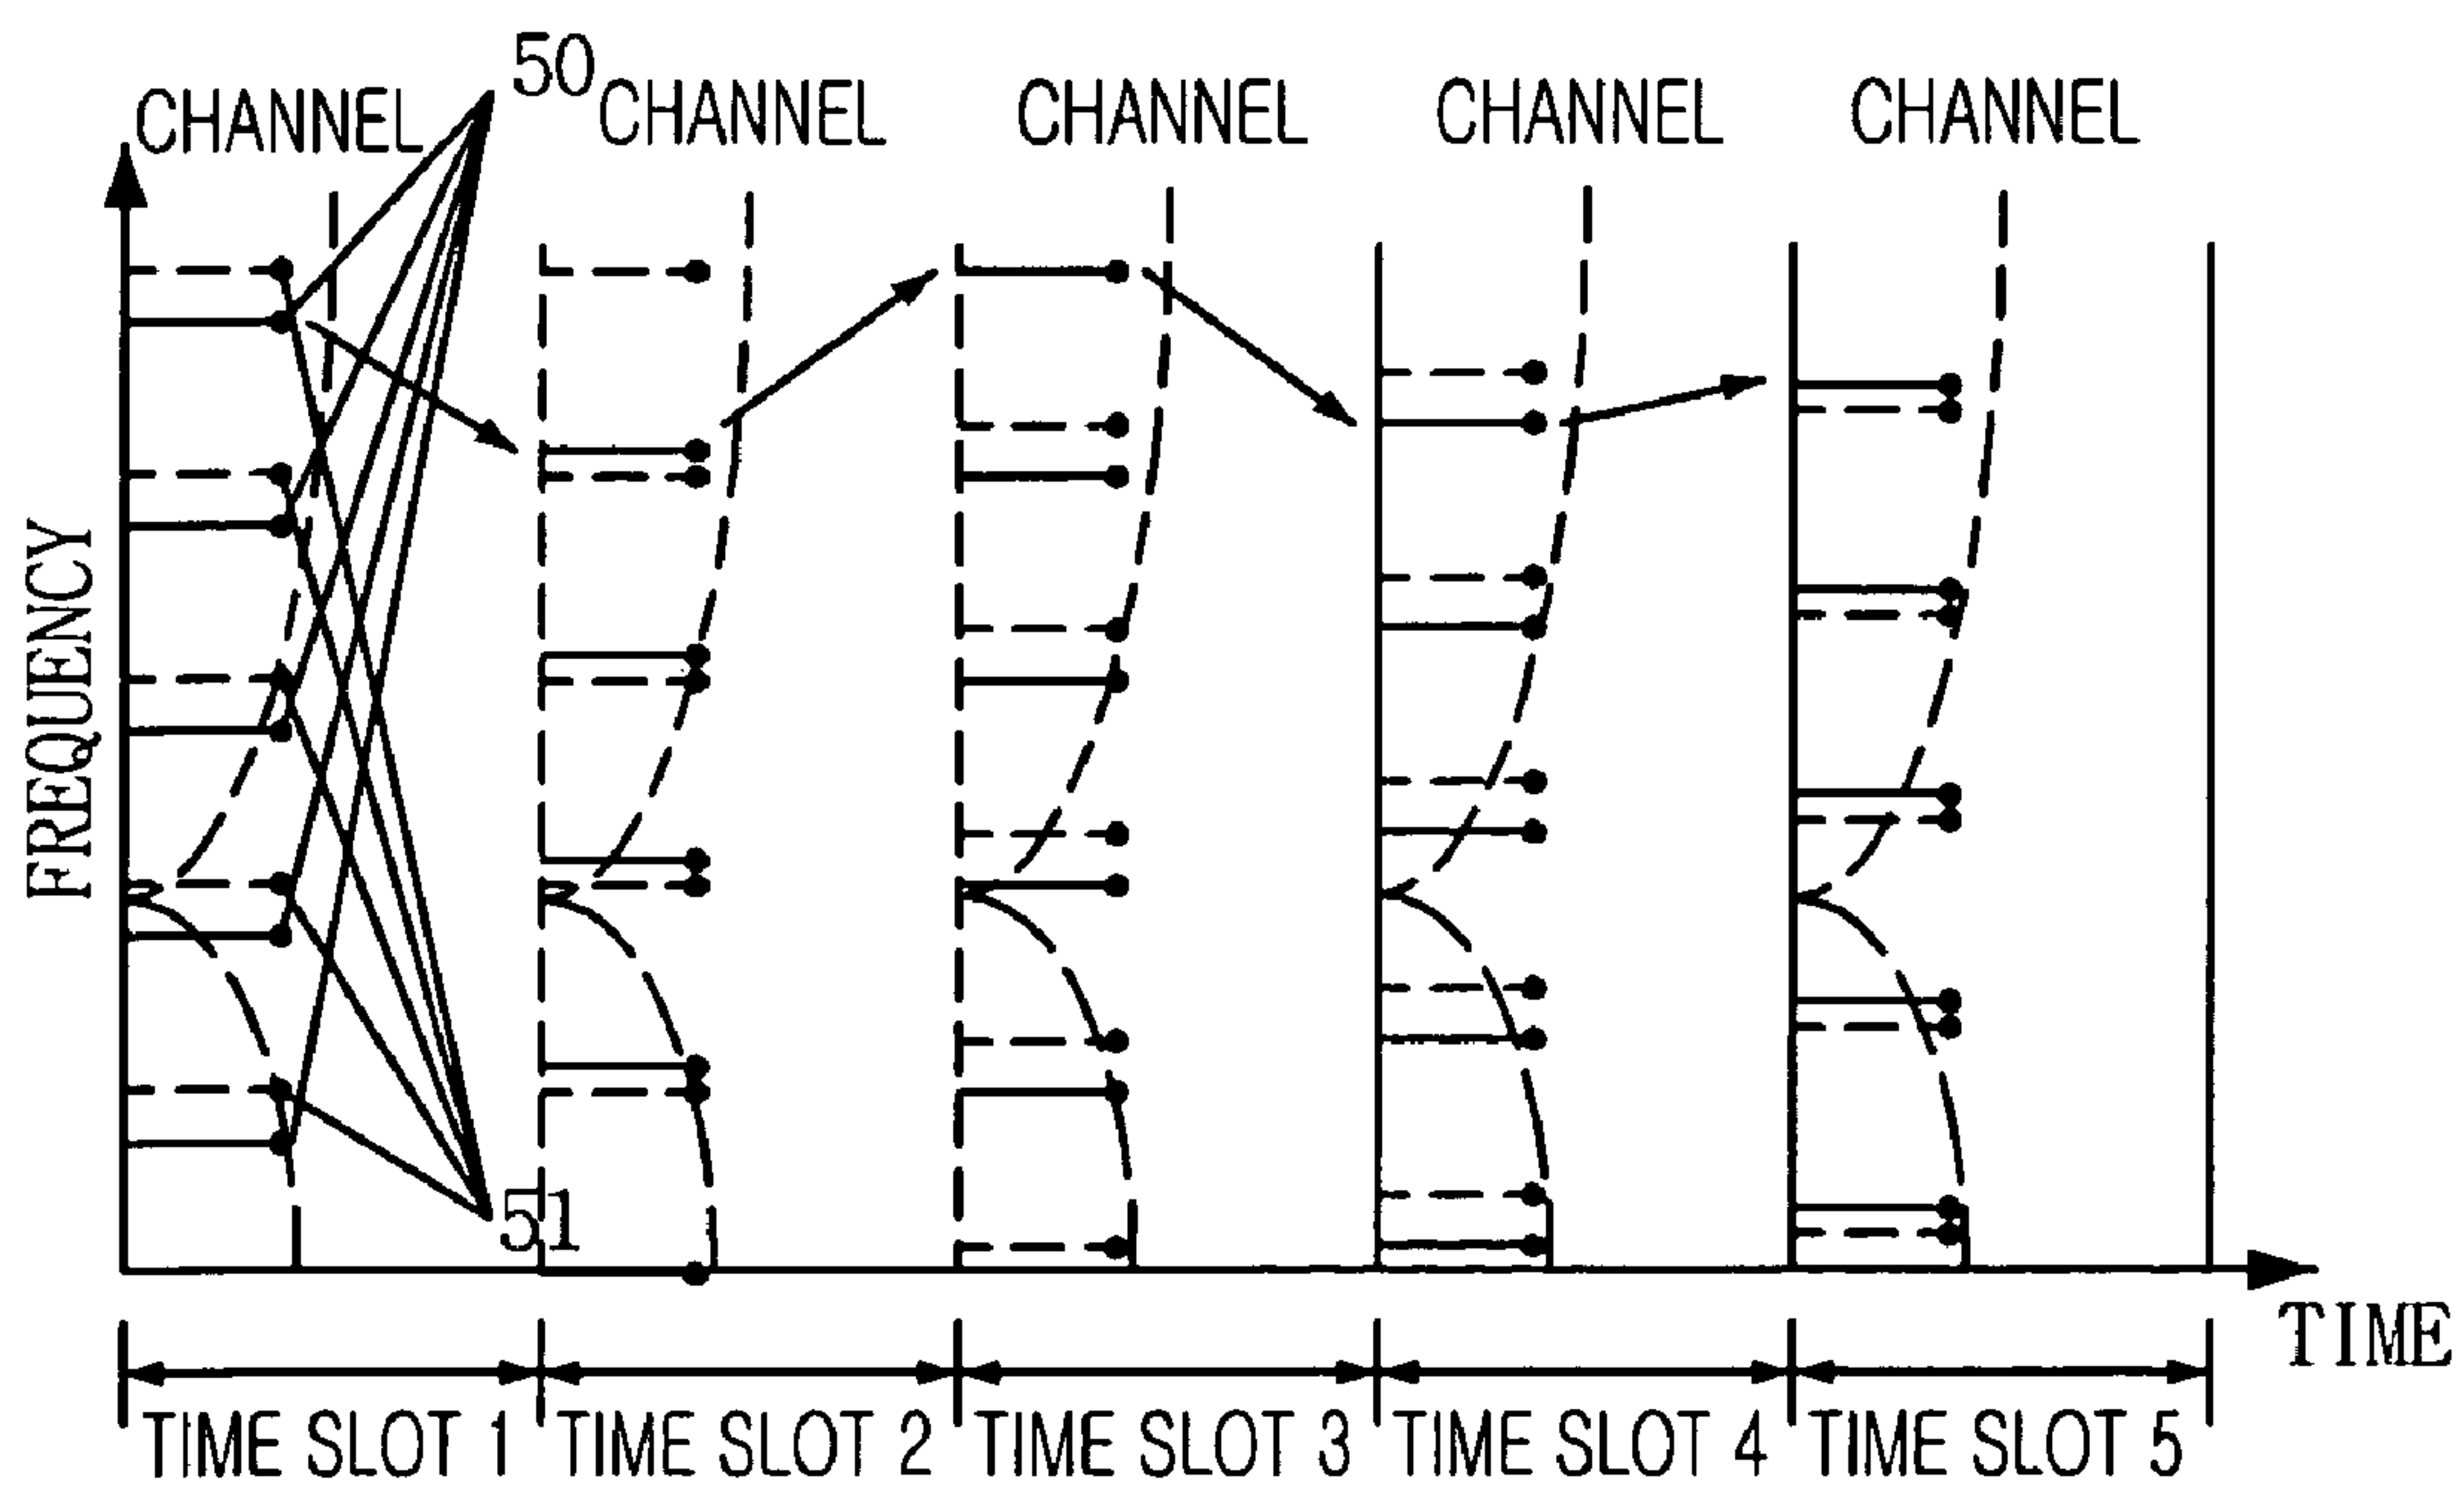 50
CHANNEL CHANNEL CHANNEL CHANNEL CHANNEL
FREQUENCY
51
TIME
TIME SLOT 1 TIME SLOT 2 TIME SLOT 3 TIME SLOT 4 TIME SLOT 5